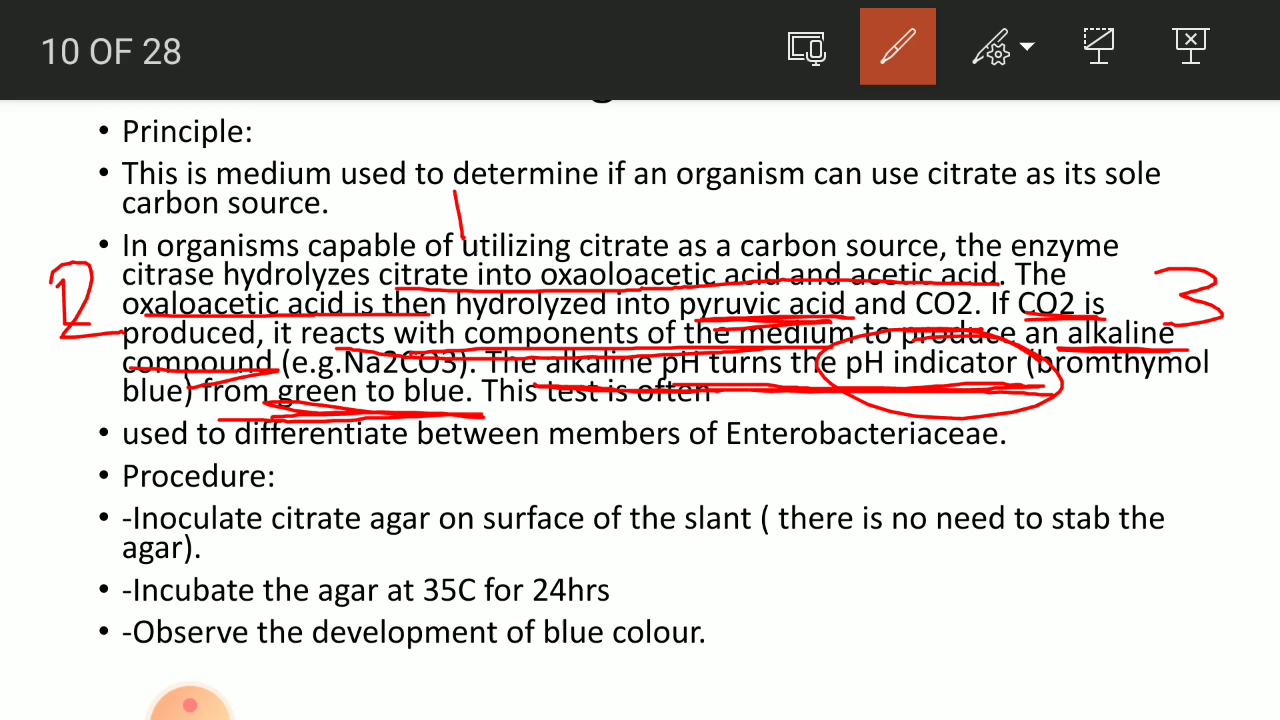 10 OF 28
• Principle:
• This is medium used to determine if an organism can use citrate as its sole
carbon source.
1
• In organisms capable of utilizing citrate as a carbon source, the enzyme
citrase hydrolyzes citrate into oxaoloacetic acid and acetic acid. The
2 oxaloacetic acid is then hydrolyzed into pyruvic acid and CO2. If CO2 is 3
produced, it reacts with components of the medium to produce an alkaline
compound (e.g.Na2CO3). The alkaline pH turns the pH indicator (bromthymol
blue) from green to blue. This test is often
• used to differentiate between members of Enterobacteriaceae.
• Procedure:
• -Inoculate citrate agar on surface of the slant ( there is no need to stab the
agar).
• -Incubate the agar at 35C for 24hrs
• -Observe the development of blue colour.